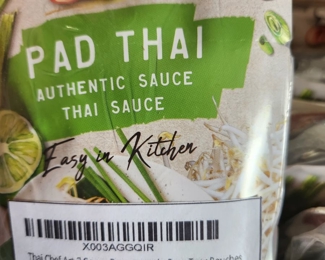 PAD THAI
AUTHENTIC SAUCE
THAI SAUCE
Easy in Kitchen
X003AGGQIR